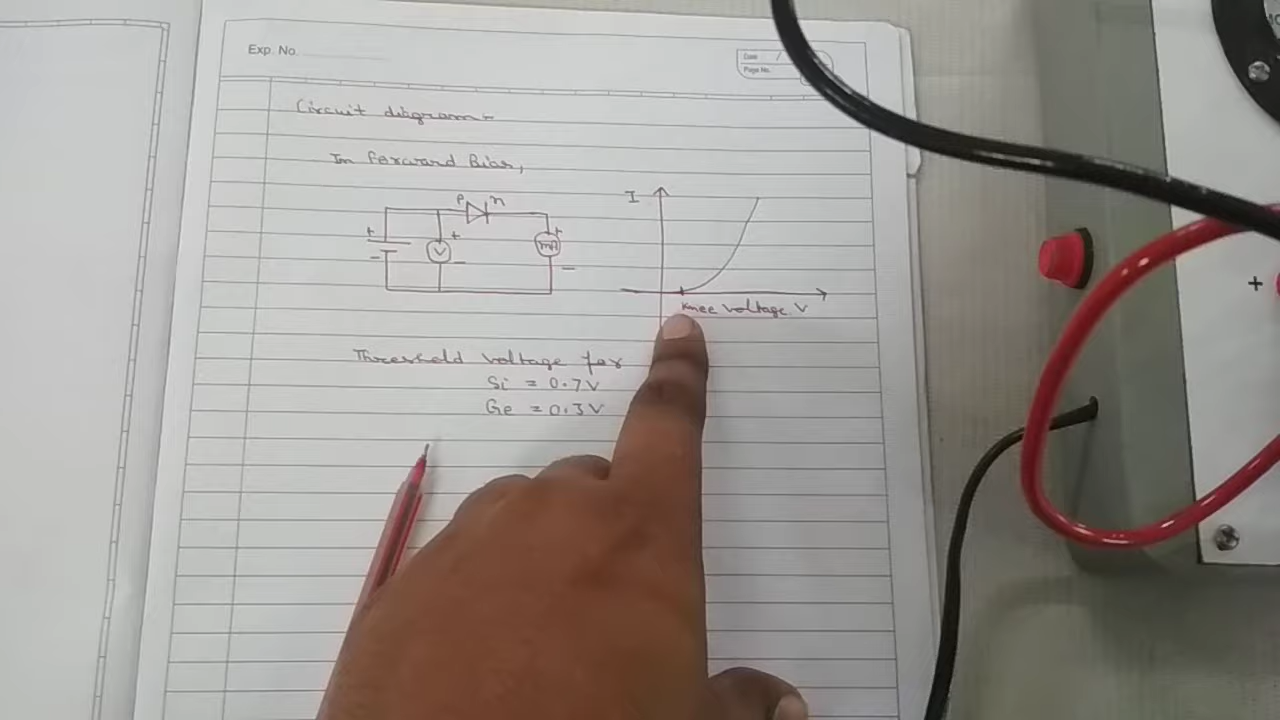 Exp. No.
Date /
Page No.
Circuit diagram-
In forward Bias,
P n
I
+ + +
V mA
- - -
Knee voltage V
Threshold voltage for
Si = 0.7V
Ge = 0.3V
+